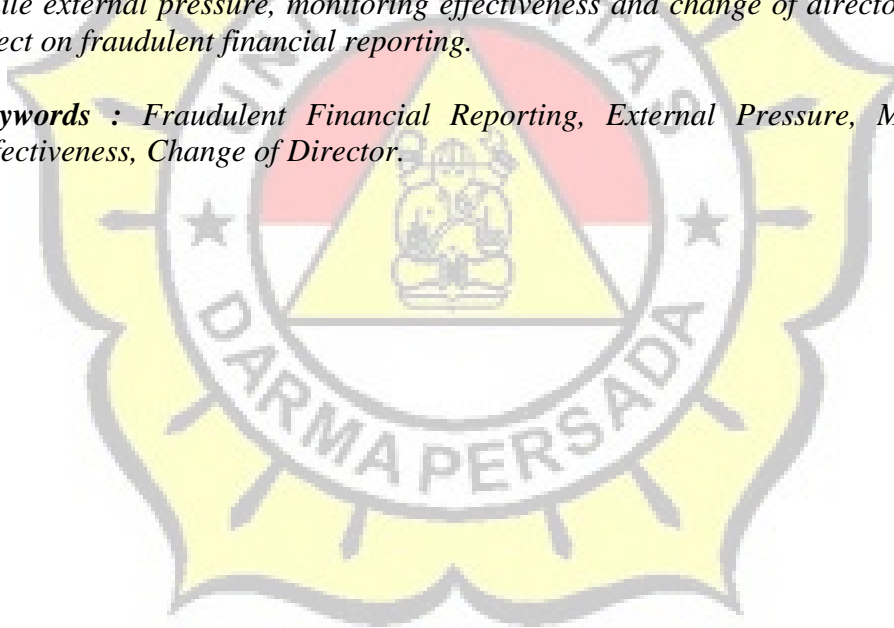 ile external pressure, monitoring effectiveness and change of directo
ect on fraudulent financial reporting.
ywords : Fraudulent Financial Reporting, External Pressure, M
fectiveness, Change of Director.
DARMA PERSADA